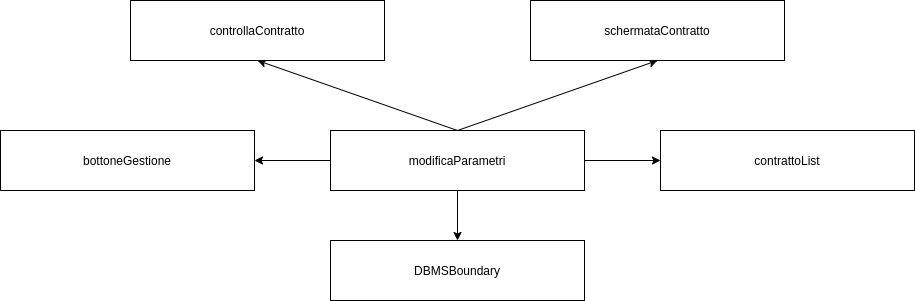 controllaContratto
schermataContratto
bottoneGestione
modificaParametri
contrattoList
DBMSBoundary